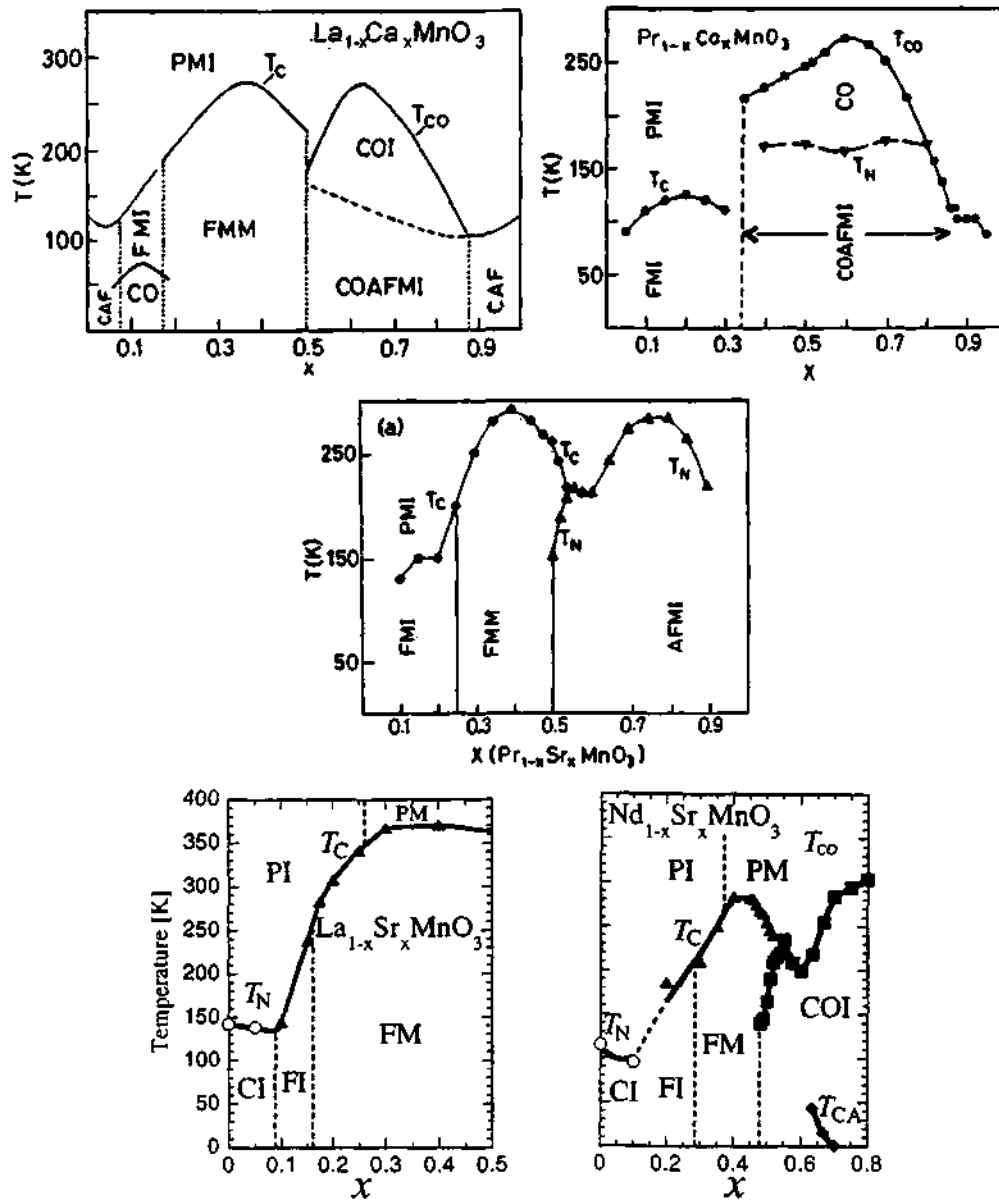 La1-xCaxMnO3
PMI
TC
TCO
COI
FMI
FMM
CAF
CO
COAFMI
CAF
T(K)
300
200
100
0.1
0.3
0.5
0.7
0.9
x
Pr1-xCaxMnO3
TCO
PMI
CO
TN
TC
FMI
COAFMI
T(K)
250
150
50
0.1
0.3
0.5
0.7
0.9
X
(a)
TC
TC
TN
PMI
TN
FMI
FMM
AFMI
T(K)
250
150
50
0.1
0.3
0.5
0.7
0.9
X (Pr1-xSrxMnO3)
PM
TC
PI
La1-xSrxMnO3
TN
FM
CI
FI
Temperature [K]
400
350
300
250
200
150
100
50
0
0
0.1
0.2
0.3
0.4
0.5
X
Nd1-xSrxMnO3
TCO
PI
PM
TC
COI
TN
FM
CI
FI
TCA
0
0.2
0.4
0.6
0.8
X